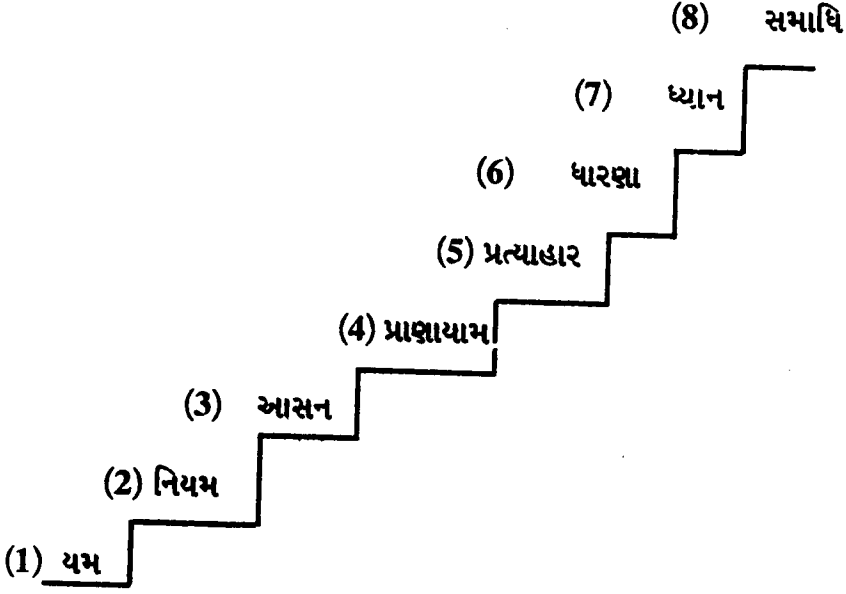 (8) સમાધિ
(7) ધ્યાન
(6) ધારણા
(5) પ્રત્યાહાર
(4) પ્રાણાયામ
(3) આસન
(2) નિયમ
(1) યમ